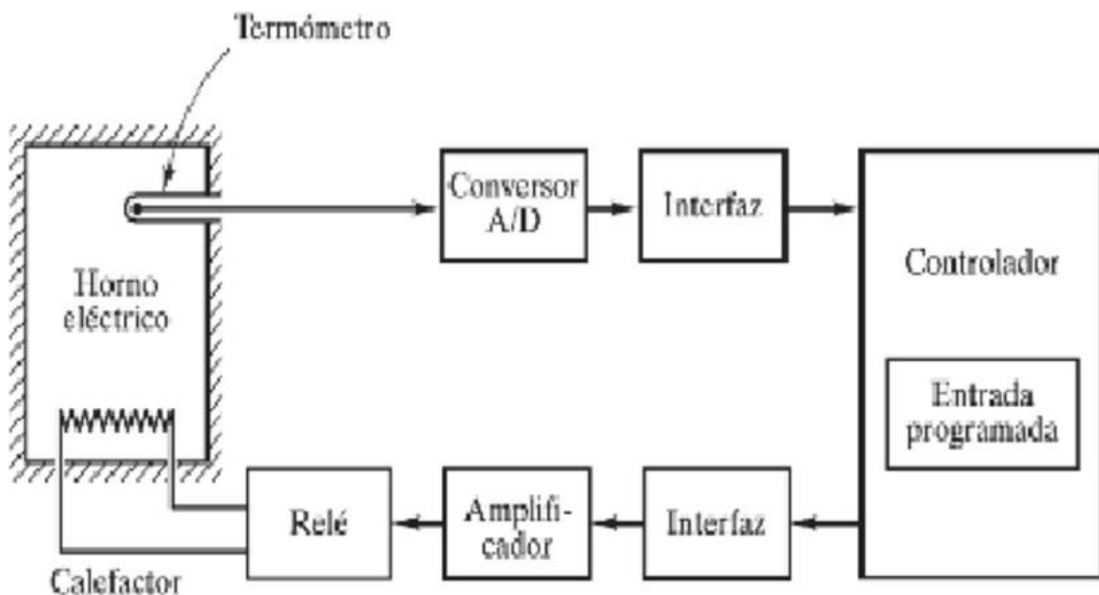 Termómetro
Conversor
A/D
Interfaz
Controlador
Horno
eléctrico
Entrada
programada
Relé
Amplifi-
cador
Interfaz
Calefactor